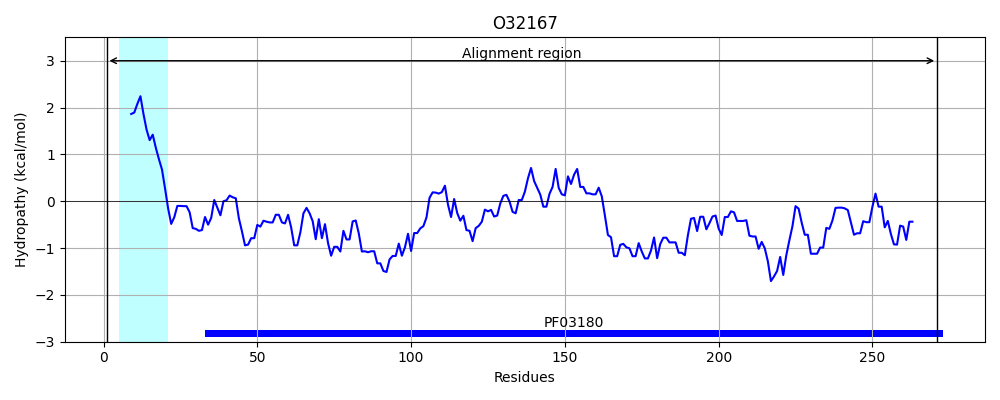 O32167
Alignment region
3
2
1
0
−1
−2
−3
Hydropathy (kcal/mol)
PF03180
0 50 100 150 200 250
Residues